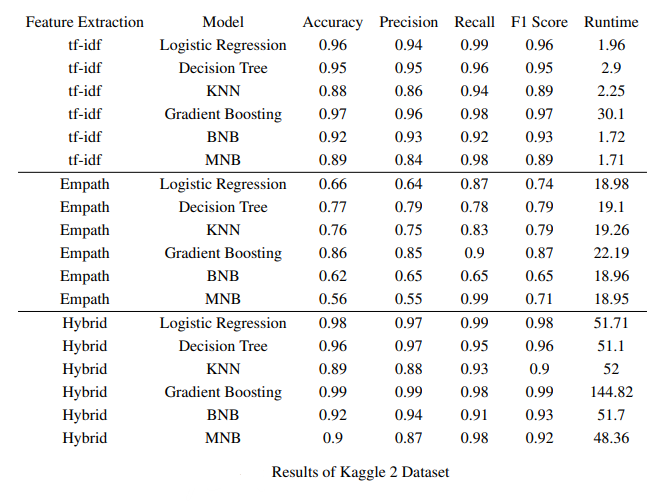 Feature Extraction Model Accuracy Precision Recall F1 Score Runtime
tf-idf Logistic Regression 0.96 0.94 0.99 0.96 1.96
tf-idf Decision Tree 0.95 0.95 0.96 0.95 2.9
tf-idf KNN 0.88 0.86 0.94 0.89 2.25
tf-idf Gradient Boosting 0.97 0.96 0.98 0.97 30.1
tf-idf BNB 0.92 0.93 0.92 0.93 1.72
tf-idf MNB 0.89 0.84 0.98 0.89 1.71
Empath Logistic Regression 0.66 0.64 0.87 0.74 18.98
Empath Decision Tree 0.77 0.79 0.78 0.79 19.1
Empath KNN 0.76 0.75 0.83 0.79 19.26
Empath Gradient Boosting 0.86 0.85 0.9 0.87 22.19
Empath BNB 0.62 0.65 0.65 0.65 18.96
Empath MNB 0.56 0.55 0.99 0.71 18.95
Hybrid Logistic Regression 0.98 0.97 0.99 0.98 51.71
Hybrid Decision Tree 0.96 0.97 0.95 0.96 51.1
Hybrid KNN 0.89 0.88 0.93 0.9 52
Hybrid Gradient Boosting 0.99 0.99 0.98 0.99 144.82
Hybrid BNB 0.92 0.94 0.91 0.93 51.7
Hybrid MNB 0.9 0.87 0.98 0.92 48.36
Results of Kaggle 2 Dataset